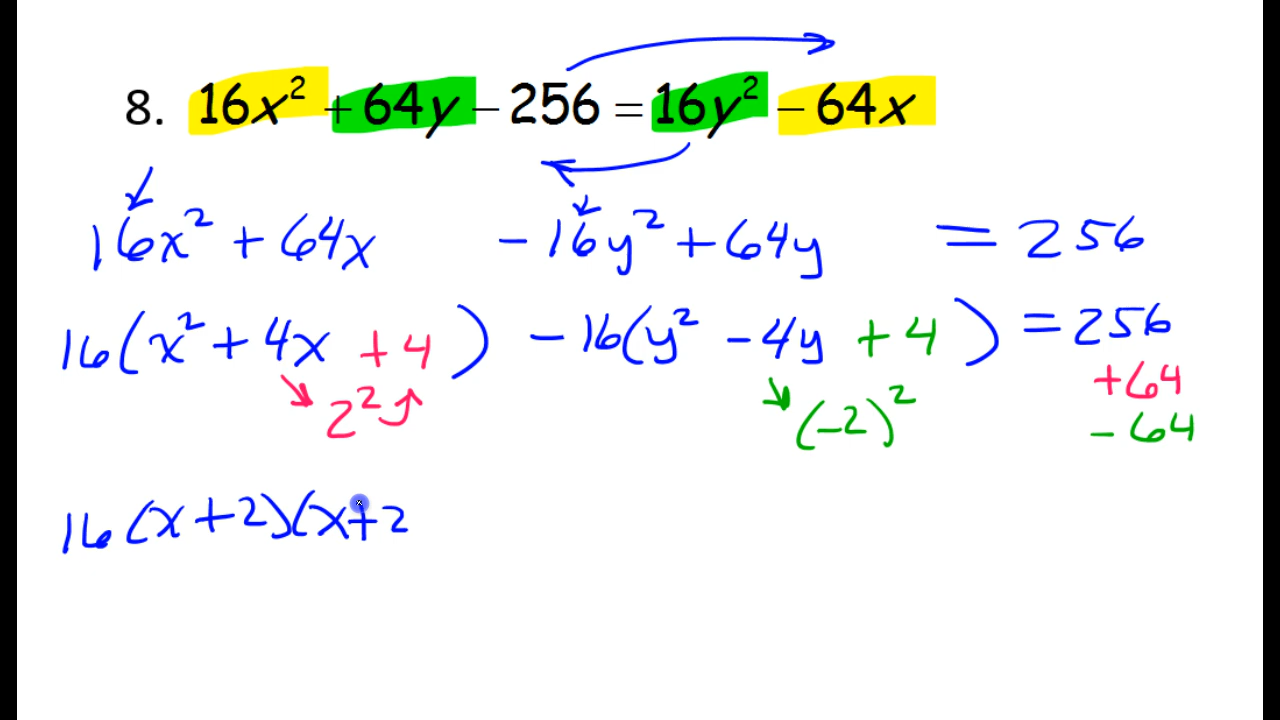 8. 16x² + 64y – 256 = 16y² – 64x
16x² + 64x - 16y² + 64y = 256
16(x² + 4x + 4) - 16(y² - 4y + 4) = 256
+64
2² (-2)² - 64
16(x+2)(x+2